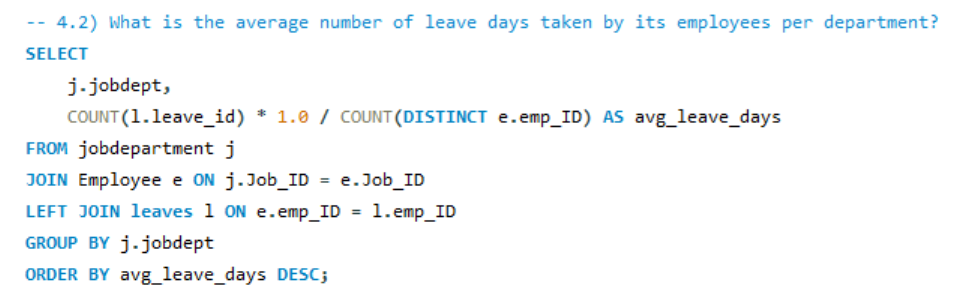 -- 4.2) What is the average number of leave days taken by its employees per department?
SELECT
    j.jobdept,
    COUNT(l.leave_id) * 1.0 / COUNT(DISTINCT e.emp_ID) AS avg_leave_days
FROM jobdepartment j
JOIN Employee e ON j.Job_ID = e.Job_ID
LEFT JOIN leaves l ON e.emp_ID = l.emp_ID
GROUP BY j.jobdept
ORDER BY avg_leave_days DESC;